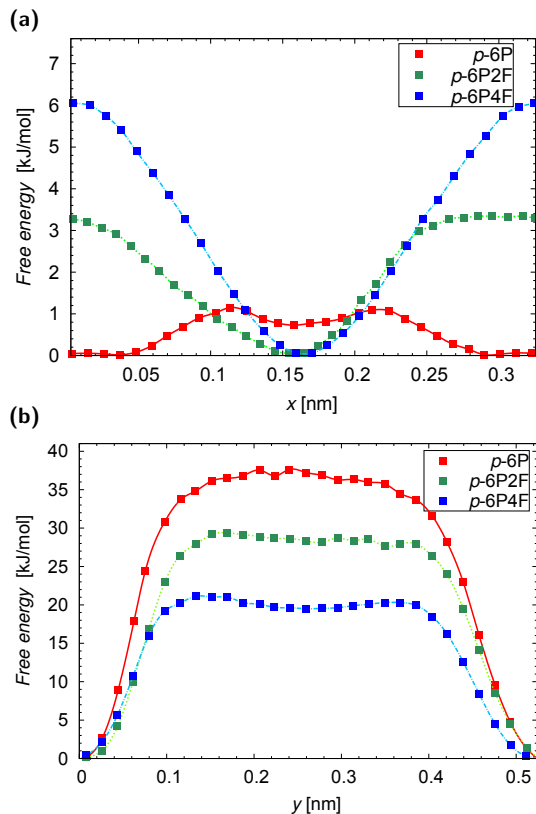 (a)
p-6P
p-6P2F
p-6P4F
Free energy [kJ/mol]
7
6
5
4
3
2
1
0
0.05 0.1 0.15 0.2 0.25 0.3
x [nm]
(b)
p-6P
p-6P2F
p-6P4F
Free energy [kJ/mol]
40
35
30
25
20
15
10
5
0
0 0.1 0.2 0.3 0.4 0.5
y [nm]